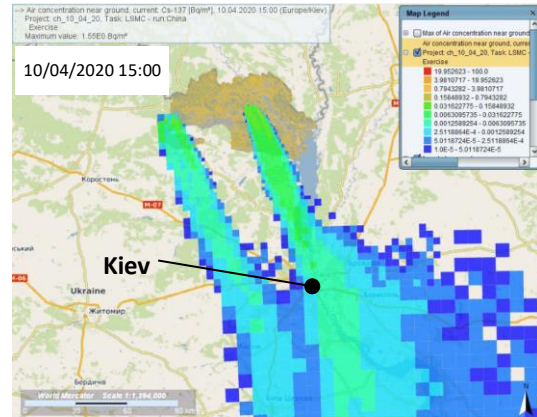 --> Air concentration near ground, current: Cs-137 [Bq/m³], 10.04.2020 15:00 (Europe/Kiev)
Project: ch_10_04_20, Task: LSMC - run:China
Exercise
Maximum value: 1.55E0 Bq/m³
10/04/2020 15:00
Map Legend
Max of Air concentration near ground
Air concentration near ground, curre
Project: ch_10_04_20, Task: LSMC -
Exercise
19.952623 - 100.0
3.9810717 - 19.952623
0.7943282 - 3.9810717
0.15848932 - 0.7943282
0.031622775 - 0.15848932
0.0063095735 - 0.031622775
0.0012589254 - 0.0063095735
2.5118864E-4 - 0.0012589254
5.0118724E-5 - 2.5118864E-4
1.0E-5 - 5.0118724E-5
Коростень
М-07
ський
М-06
Kiev
Ukraine
Житомир
Бердичів
World Mercator Scale 1:1,394,000